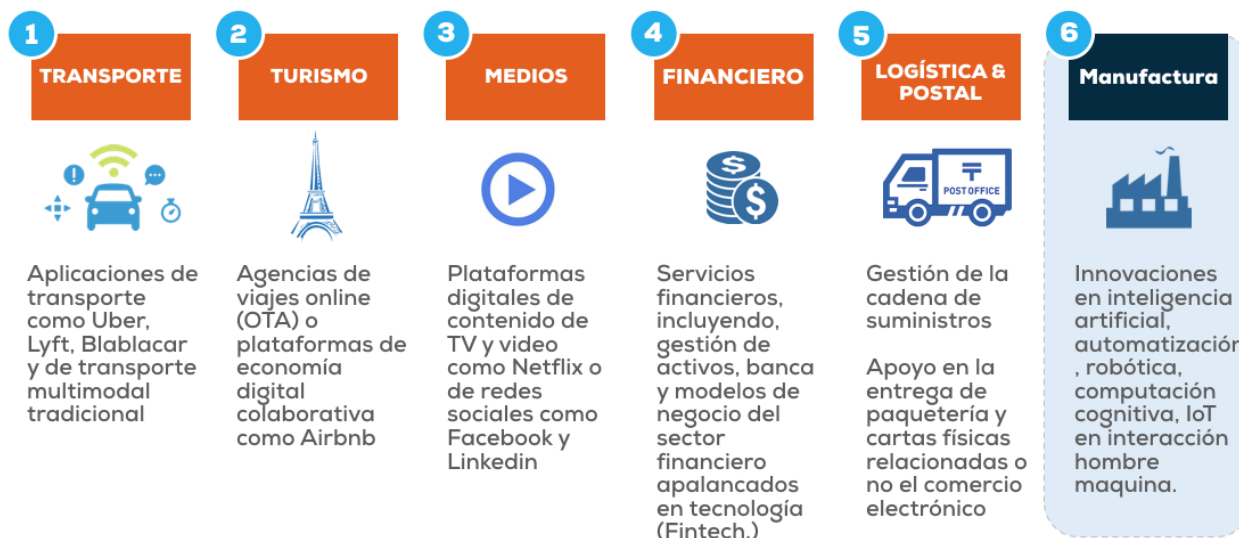 1
TRANSPORTE
Aplicaciones de
transporte
como Uber,
Lyft, Blablacar
y de transporte
multimodal
tradicional
2
TURISMO
Agencias de
viajes online
(OTA) o
plataformas de
economía
digital
colaborativa
como Airbnb
3
MEDIOS
Plataformas
digitales de
contenido de
TV y video
como Netflix o
de redes
sociales como
Facebook y
Linkedin
4
FINANCIERO
Servicios
financieros,
incluyendo,
gestión de
activos, banca
y modelos de
negocio del
sector
financiero
apalancados
en tecnología
(Fintech.)
5
LOGÍSTICA &
POSTAL
〒
POST OFFICE
Gestión de la
cadena de
suministros
Apoyo en la
entrega de
paquetería y
cartas físicas
relacionadas o
no el comercio
electrónico
6
Manufactura
Innovaciones
en inteligencia
artificial,
automatización
, robótica,
computación
cognitiva, IoT
en interacción
hombre
maquina.